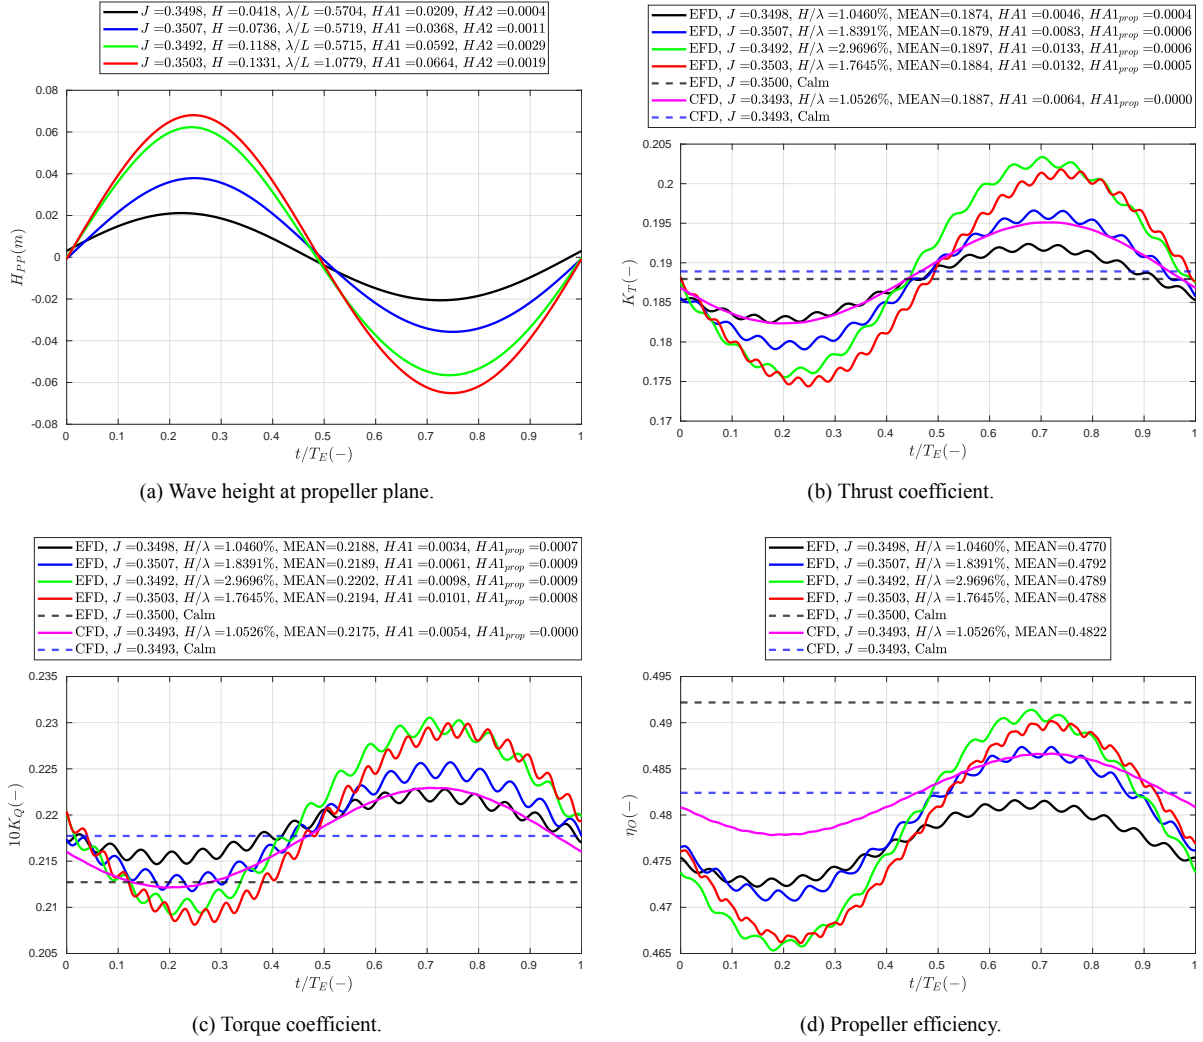 J =0.3498, H =0.0418, λ/L =0.5704, HA1 =0.0209, HA2 =0.0004
J =0.3507, H =0.0736, λ/L =0.5719, HA1 =0.0368, HA2 =0.0011
J =0.3492, H =0.1188, λ/L =0.5715, HA1 =0.0592, HA2 =0.0029
J =0.3503, H =0.1331, λ/L =1.0779, HA1 =0.0664, HA2 =0.0019
0.08
0.06
0.04
0.02
0
-0.02
-0.04
-0.06
-0.08
H_PP(m)
0 0.1 0.2 0.3 0.4 0.5 0.6 0.7 0.8 0.9 1
t/T_E(−)
(a) Wave height at propeller plane.
EFD, J =0.3498, H/λ =1.0460%, MEAN=0.1874, HA1 =0.0046, HA1_prop =0.0004
EFD, J =0.3507, H/λ =1.8391%, MEAN=0.1879, HA1 =0.0083, HA1_prop =0.0006
EFD, J =0.3492, H/λ =2.9696%, MEAN=0.1897, HA1 =0.0133, HA1_prop =0.0006
EFD, J =0.3503, H/λ =1.7645%, MEAN=0.1884, HA1 =0.0132, HA1_prop =0.0005
EFD, J =0.3500, Calm
CFD, J =0.3493, H/λ =1.0526%, MEAN=0.1887, HA1 =0.0064, HA1_prop =0.0000
CFD, J =0.3493, Calm
0.205
0.2
0.195
0.19
0.185
0.18
0.175
0.17
K_T(−)
0 0.1 0.2 0.3 0.4 0.5 0.6 0.7 0.8 0.9 1
t/T_E(−)
(b) Thrust coefficient.
EFD, J =0.3498, H/λ =1.0460%, MEAN=0.2188, HA1 =0.0034, HA1_prop =0.0007
EFD, J =0.3507, H/λ =1.8391%, MEAN=0.2189, HA1 =0.0061, HA1_prop =0.0009
EFD, J =0.3492, H/λ =2.9696%, MEAN=0.2202, HA1 =0.0098, HA1_prop =0.0009
EFD, J =0.3503, H/λ =1.7645%, MEAN=0.2194, HA1 =0.0101, HA1_prop =0.0008
EFD, J =0.3500, Calm
CFD, J =0.3493, H/λ =1.0526%, MEAN=0.2175, HA1 =0.0054, HA1_prop =0.0000
CFD, J =0.3493, Calm
0.235
0.23
0.225
0.22
0.215
0.21
0.205
10K_Q(−)
0 0.1 0.2 0.3 0.4 0.5 0.6 0.7 0.8 0.9 1
t/T_E(−)
(c) Torque coefficient.
EFD, J =0.3498, H/λ =1.0460%, MEAN=0.4770
EFD, J =0.3507, H/λ =1.8391%, MEAN=0.4792
EFD, J =0.3492, H/λ =2.9696%, MEAN=0.4789
EFD, J =0.3503, H/λ =1.7645%, MEAN=0.4788
EFD, J =0.3500, Calm
CFD, J =0.3493, H/λ =1.0526%, MEAN=0.4822
CFD, J =0.3493, Calm
0.495
0.49
0.485
0.48
0.475
0.47
0.465
η_O(−)
0 0.1 0.2 0.3 0.4 0.5 0.6 0.7 0.8 0.9 1
t/T_E(−)
(d) Propeller efficiency.